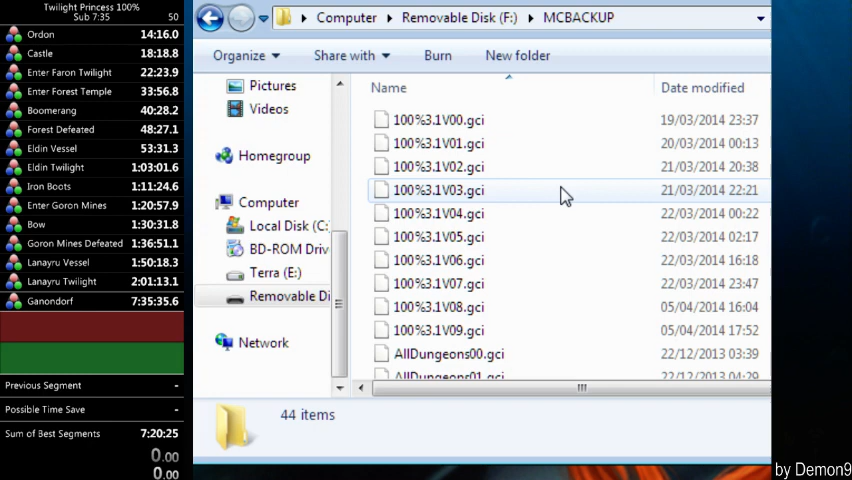 Twilight Princess 100%
Sub 7:35 50
Ordon 14:16.0
Castle 18:18.8
Enter Faron Twilight 22:23.9
Enter Forest Temple 33:56.8
Boomerang 40:28.2
Forest Defeated 48:27.1
Eldin Vessel 53:31.3
Eldin Twilight 1:03:01.6
Iron Boots 1:11:24.6
Enter Goron Mines 1:20:57.9
Bow 1:30:31.8
Goron Mines Defeated 1:36:51.1
Lanayru Vessel 1:50:18.3
Lanayru Twilight 2:01:13.1
Ganondorf 7:35:35.6
Previous Segment -
Possible Time Save -
Sum of Best Segments 7:20:25
0.00
0.00
Computer Removable Disk (F:) MCBACKUP
Organize Share with Burn New folder
Pictures
Videos
Homegroup
Computer
Local Disk (C:
BD-ROM Driv
Terra (E:)
Removable Di
Network
Name Date modified
100%3.1V00.gci 19/03/2014 23:37
100%3.1V01.gci 20/03/2014 00:13
100%3.1V02.gci 21/03/2014 20:38
100%3.1V03.gci 21/03/2014 22:21
100%3.1V04.gci 22/03/2014 00:22
100%3.1V05.gci 22/03/2014 02:17
100%3.1V06.gci 22/03/2014 16:18
100%3.1V07.gci 22/03/2014 23:47
100%3.1V08.gci 05/04/2014 16:04
100%3.1V09.gci 05/04/2014 17:52
AllDungeons00.gci 22/12/2013 03:39
AllDungeons01.gci 22/12/2013 04:29
44 items
by Demon9